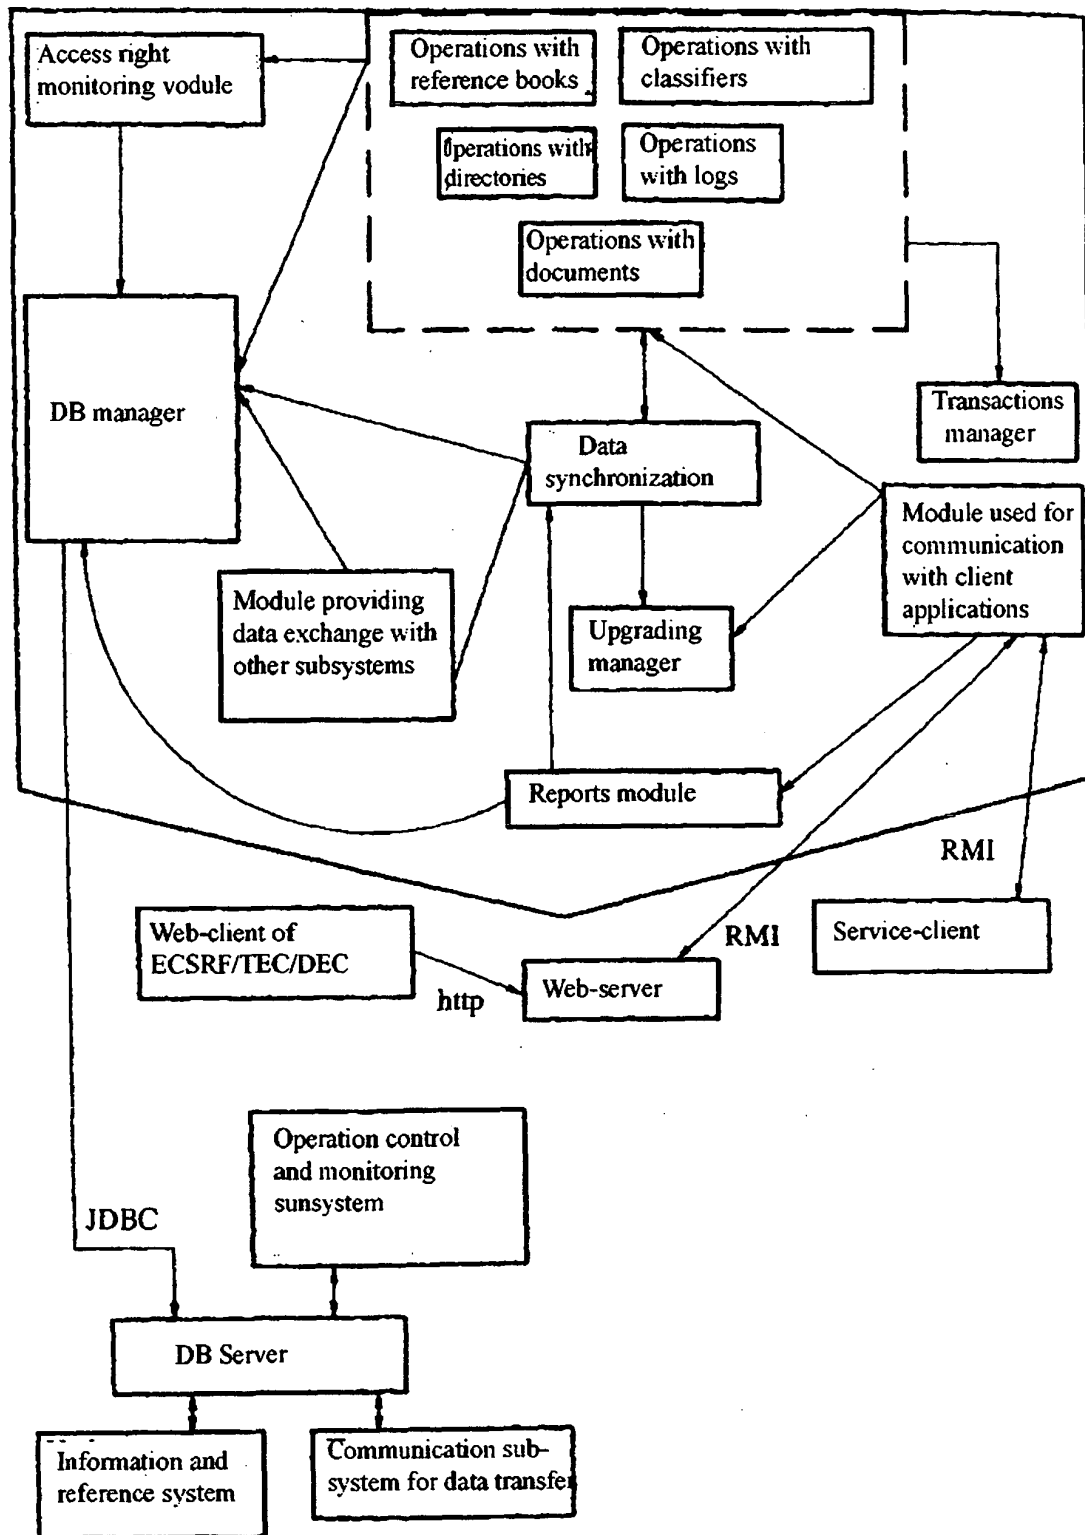 Access right
monitoring vodule
Operations with
reference books
Operations with
classifiers
Operations with
directories
Operations
with logs
Operations with
documents
DB manager
Data
synchronization
Transactions
manager
Module used for
communication
with client
applications
Module providing
data exchange with
other subsystems
Upgrading
manager
Reports module
RMI
Web-client of
ECSRF/TEC/DEC
RMI
Service-client
http
Web-server
Operation control
and monitoring
sunsystem
JDBC
DB Server
Information and
reference system
Communication sub-
system for data transfer